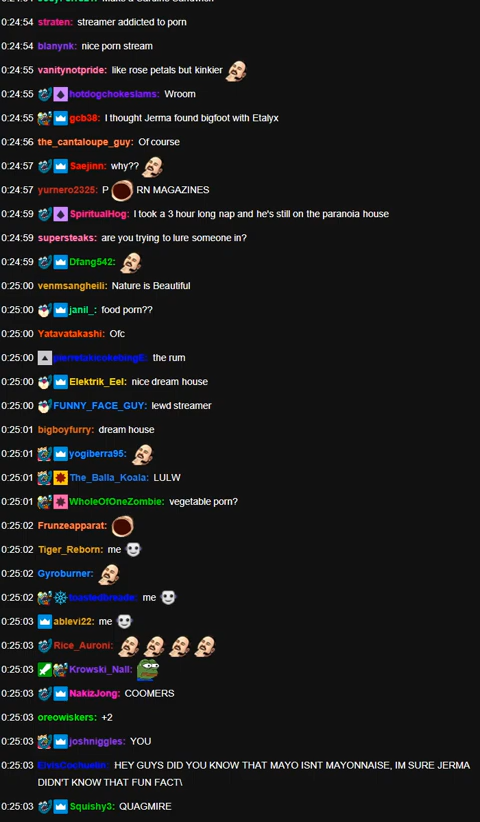 0:24:54 straten: streamer addicted to porn
0:24:54 blanynk: nice porn stream
0:24:55 vanitynotpride: like rose petals but kinkier
0:24:55 hotdogchokeslams: Wroom
0:24:55 gcb38: I thought Jerma found bigfoot with Etalyx
0:24:56 the_cantaloupe_guy: Of course
0:24:57 Saejinn: why??
0:24:57 yurnero2325: P RN MAGAZINES
0:24:59 SpiritualHog: I took a 3 hour long nap and he's still on the paranoia house
0:24:59 supersteaks: are you trying to lure someone in?
0:24:59 Dfang542:
0:25:00 venmsangheili: Nature is Beautiful
0:25:00 janil_: food porn??
0:25:00 Yatavatakashi: Ofc
0:25:00 the rum
0:25:00 Elektrik_Eel: nice dream house
0:25:00 FUNNY_FACE_GUY: lewd streamer
0:25:01 bigboyfurry: dream house
0:25:01 yogiberra95:
0:25:01 The_Balla_Koala: LULW
0:25:01 WholeOfOneZombie: vegetable porn?
0:25:02 Frunzeapparat:
0:25:02 Tiger_Reborn: me
0:25:02 Gyroburner:
0:25:02 toastedbreadx: me
0:25:03 ablevi22: me
0:25:03 Rice_Auroni:
0:25:03 Krowski_Nall:
0:25:03 NakizJong: COOMERS
0:25:03 oreowiskers: +2
0:25:03 joshniggles: YOU
0:25:03 ElvisCochuelin: HEY GUYS DID YOU KNOW THAT MAYO ISNT MAYONNAISE, IM SURE JERMA
DIDN'T KNOW THAT FUN FACT\
0:25:03 Squishy3: QUAGMIRE